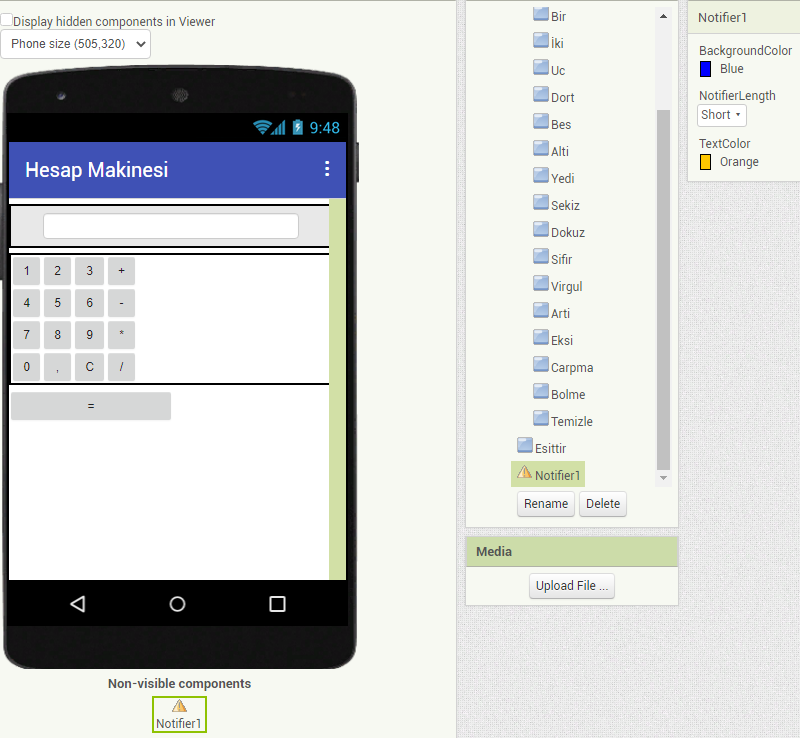 Display hidden components in Viewer
Phone size (505,320)
9:48
Hesap Makinesi
1 2 3 +
4 5 6 -
7 8 9 *
0 , C /
=
Non-visible components
Notifier1
Bir
İki
Uc
Dort
Bes
Alti
Yedi
Sekiz
Dokuz
Sifir
Virgul
Arti
Eksi
Carpma
Bolme
Temizle
Esittir
Notifier1
Rename Delete
Media
Upload File ...
Notifier1
BackgroundColor
Blue
NotifierLength
Short
TextColor
Orange